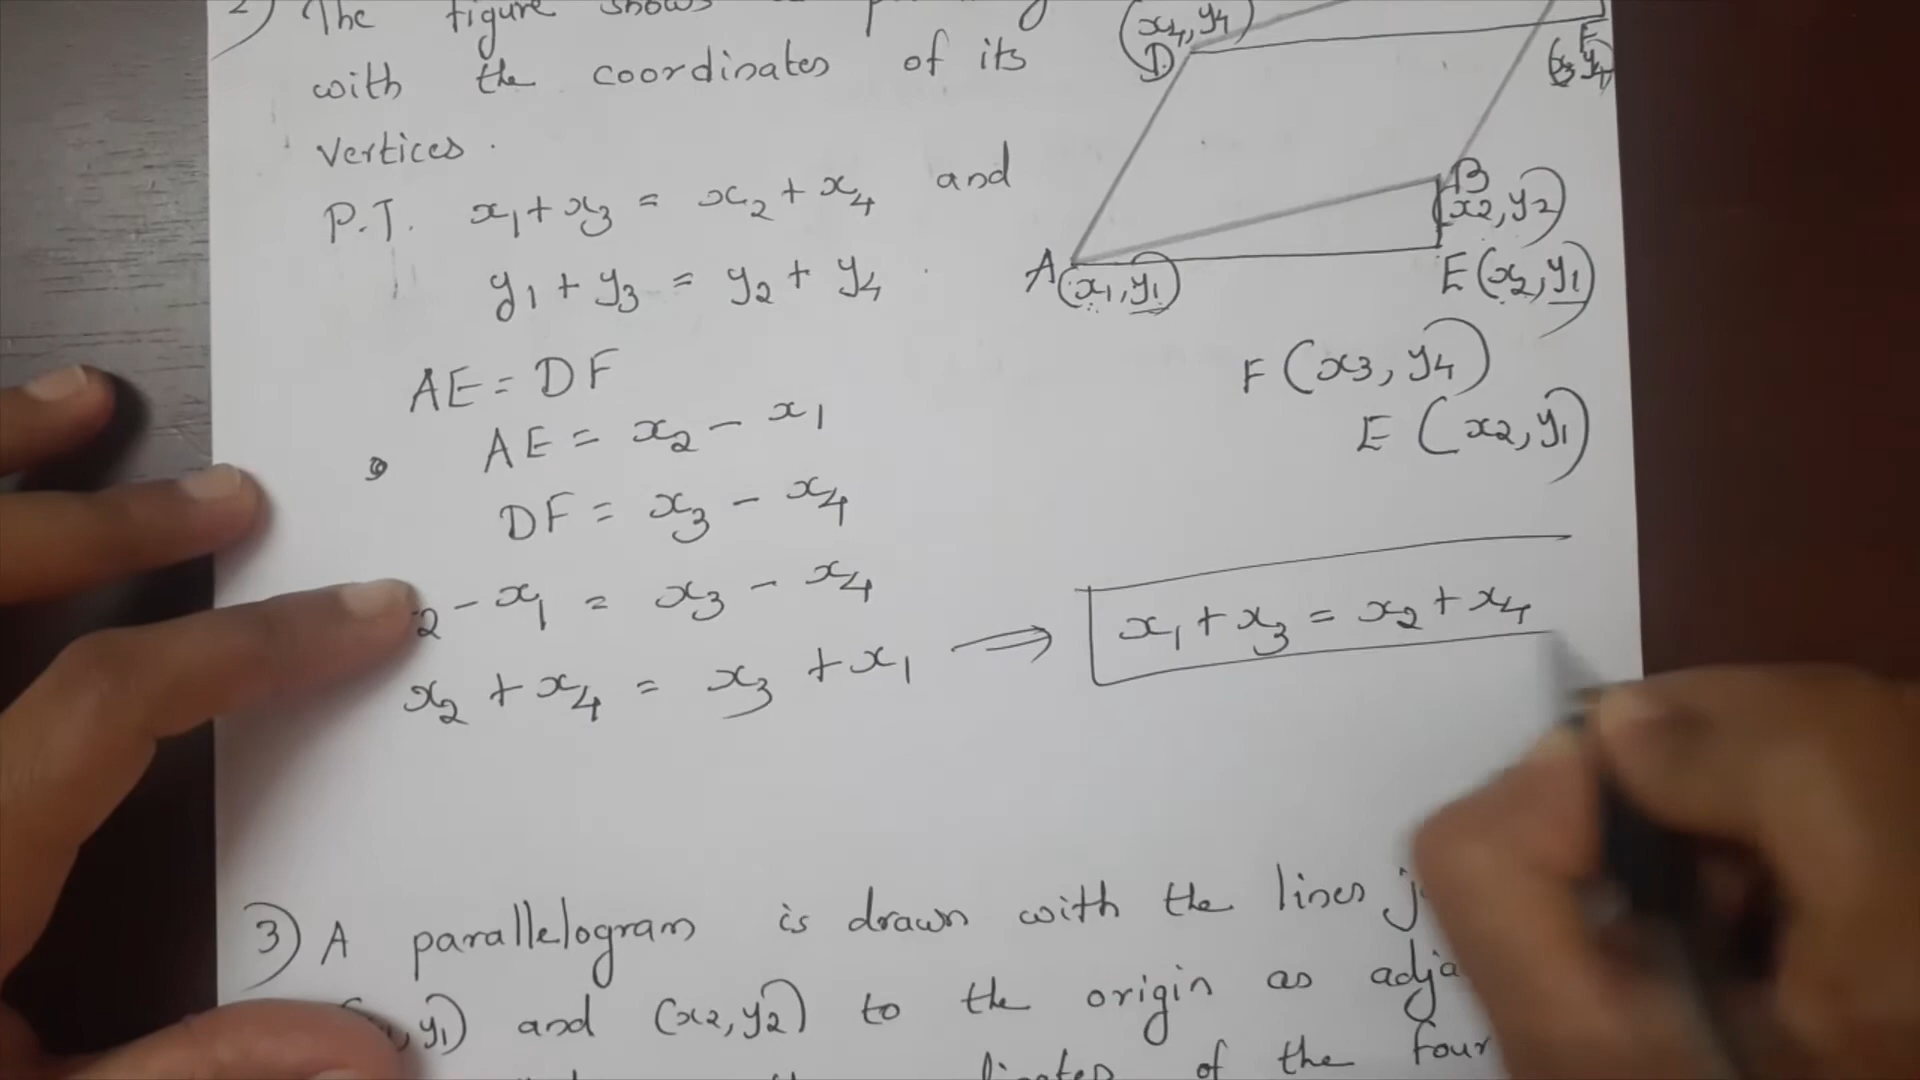 2) The figure shows
with the coordinates of its
vertices.
P.T. x₁+x₃ = x₂+x₄ and
y₁+y₃ = y₂+y₄
AE=DF
AE = x₂-x₁
DF = x₃-x₄
₂-x₁ = x₃-x₄
x₂+x₄ = x₃+x₁ ⟹ x₁+x₃ = x₂+x₄
(x₄,y₄)
D
F
(x₃,y₄)
B
(x₂,y₂)
A(x₁,y₁)
E(x₂,y₁)
F(x₃,y₄)
E(x₂,y₁)
3) A parallelogram is drawn with the lines
,y₁) and (x₂,y₂) to the origin as
of the four